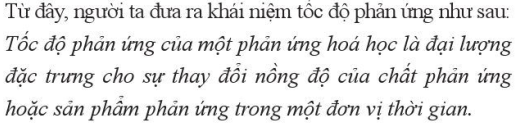 Từ đây, người ta đưa ra khái niệm tốc độ phản ứng như sau:
Tốc độ phản ứng của một phản ứng hoá học là đại lượng
đặc trưng cho sự thay đổi nồng độ của chất phản ứng
hoặc sản phẩm phản ứng trong một đơn vị thời gian.